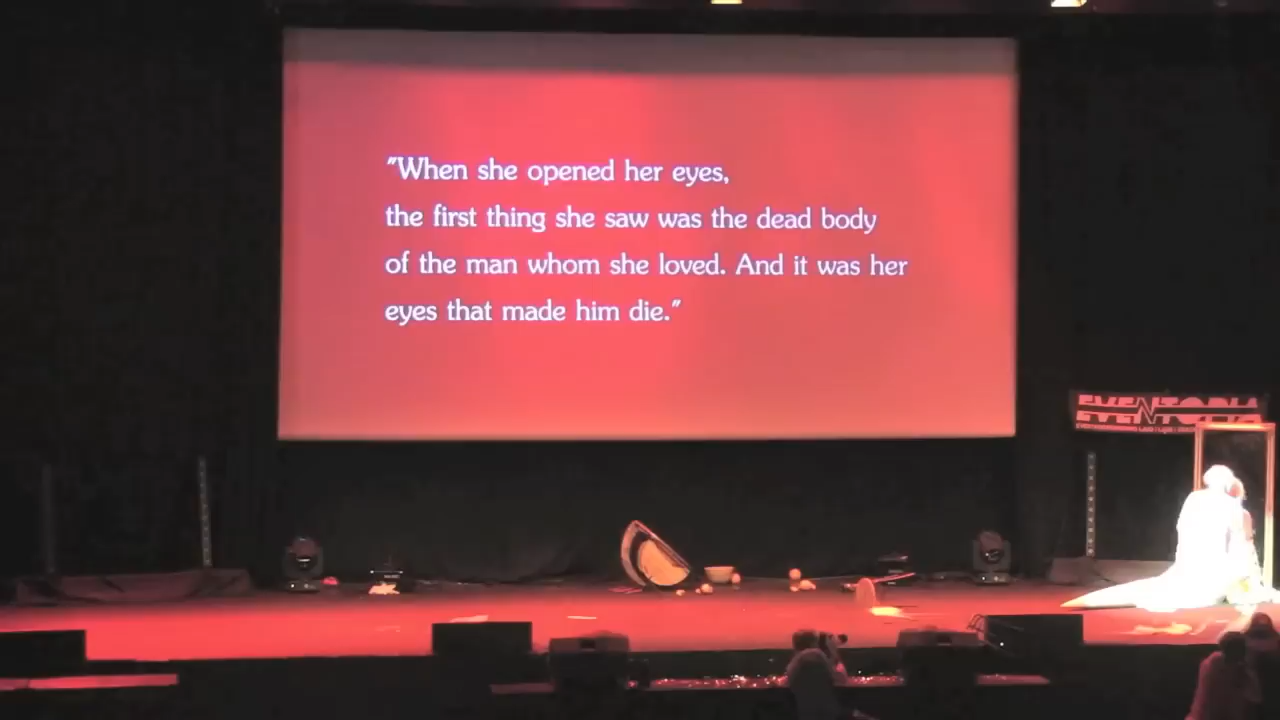 "When she opened her eyes,
the first thing she saw was the dead body
of the man whom she loved. And it was her
eyes that made him die."
EVENTOPIA